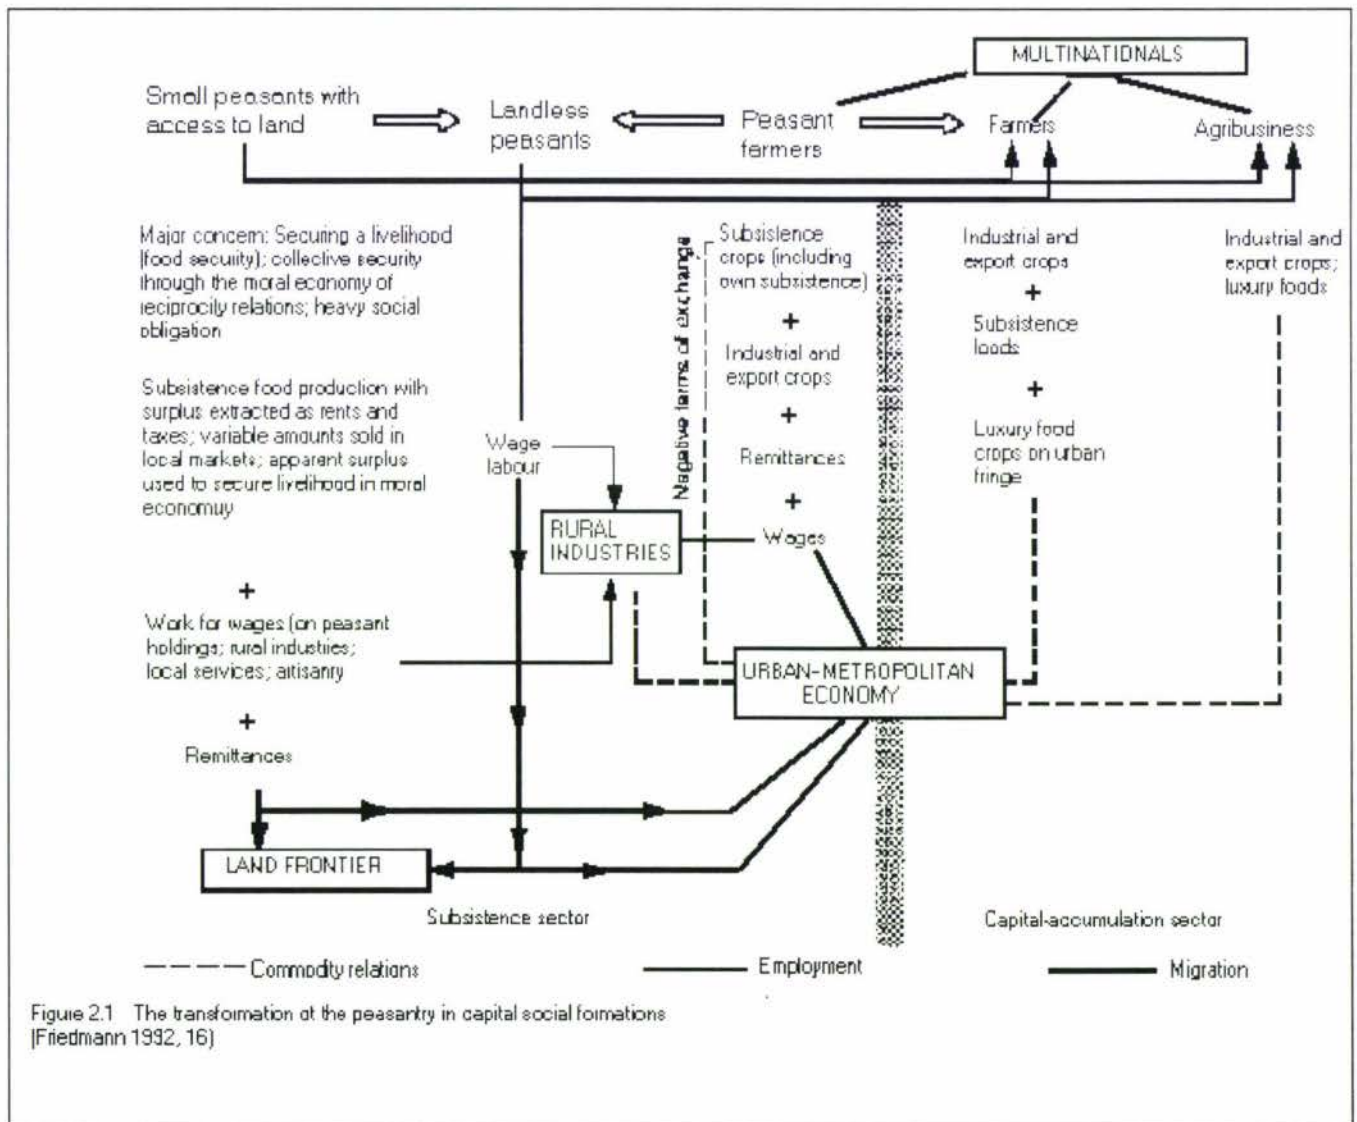 MULTINATIONALS
Small peasants with
access to land
Landless
peasants
Peasant
farmers
Farmers
Agribusiness
Major concern: Securing a livelihood
(food security); collective security
through the moral economy of
reciprocity relations; heavy social
obligation
Subsistence food production with
surplus extracted as rents and
taxes; variable amounts sold in
local markets; apparent surplus
used to secure livelihood in moral
economuy
+
Work for wages (on peasant
holdings; rural industries;
local services; artisanry
+
Remittances
LAND FRONTIER
Wage
labour
RURAL
INDUSTRIES
Negative terms of exchange
Subsistence
crops (including
own subsistence)
+
Industrial and
export crops
+
Remittances
+
Wages
URBAN-METROPOLITAN
ECONOMY
Industrial and
export crops
+
Subsistence
foods
+
Luxury food
crops on urban
fringe
Industrial and
export crops;
luxury foods
Subsistence sector
Capital-accumulation sector
Commodity relations
Employment
Migration
Figure 2.1 The transformation of the peasantry in capital social formations
(Friedmann 1992, 16)